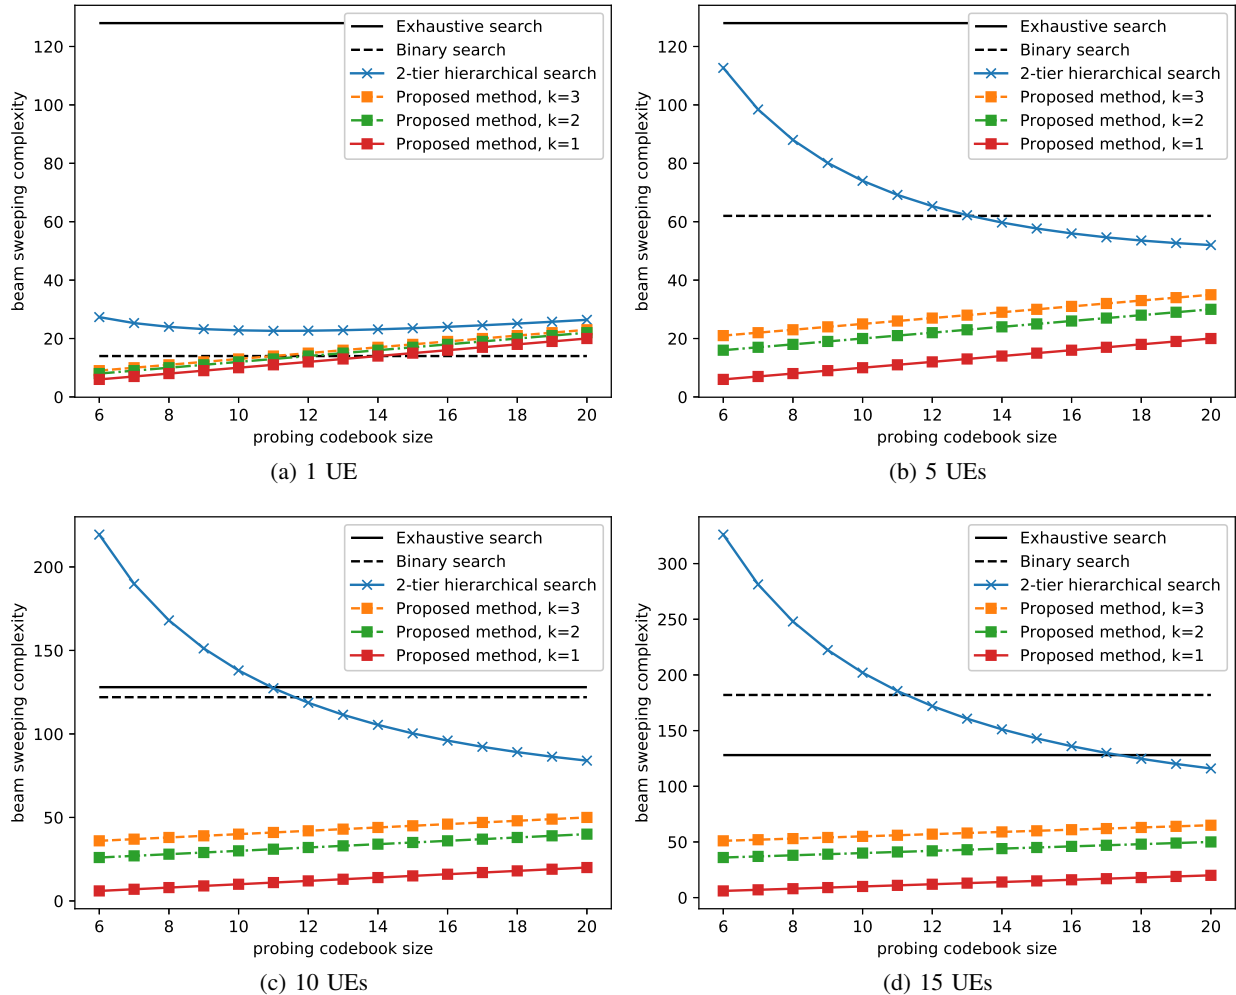 120
100
80
60
40
20
0
beam sweeping complexity
Exhaustive search
Binary search
2-tier hierarchical search
Proposed method, k=3
Proposed method, k=2
Proposed method, k=1
6 8 10 12 14 16 18 20
probing codebook size
(a) 1 UE
120
100
80
60
40
20
0
beam sweeping complexity
Exhaustive search
Binary search
2-tier hierarchical search
Proposed method, k=3
Proposed method, k=2
Proposed method, k=1
6 8 10 12 14 16 18 20
probing codebook size
(b) 5 UEs
200
150
100
50
0
beam sweeping complexity
Exhaustive search
Binary search
2-tier hierarchical search
Proposed method, k=3
Proposed method, k=2
Proposed method, k=1
6 8 10 12 14 16 18 20
probing codebook size
(c) 10 UEs
300
250
200
150
100
50
0
beam sweeping complexity
Exhaustive search
Binary search
2-tier hierarchical search
Proposed method, k=3
Proposed method, k=2
Proposed method, k=1
6 8 10 12 14 16 18 20
probing codebook size
(d) 15 UEs